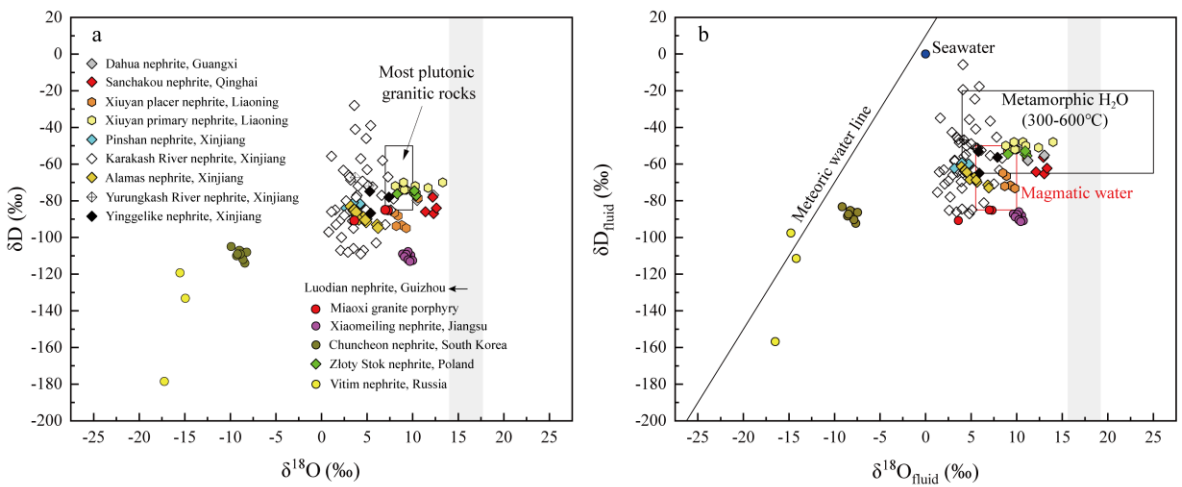 a
Most plutonic
granitic rocks
Dahua nephrite, Guangxi
Sanchakou nephrite, Qinghai
Xiuyan placer nephrite, Liaoning
Xiuyan primary nephrite, Liaoning
Pinshan nephrite, Xinjiang
Karakash River nephrite, Xinjiang
Alamas nephrite, Xinjiang
Yurungkash River nephrite, Xinjiang
Yinggelike nephrite, Xinjiang
Luodian nephrite, Guizhou
Miaoxi granite porphyry
Xiaomeiling nephrite, Jiangsu
Chuncheon nephrite, South Korea
Złoty Stok nephrite, Poland
Vitim nephrite, Russia
20
0
-20
-40
-60
-80
-100
-120
-140
-160
-180
-200
δD (‰)
-25 -20 -15 -10 -5 0 5 10 15 20 25
δ¹⁸O (‰)
b
Seawater
Metamorphic H₂O
(300-600℃)
Magmatic water
Meteoric water line
20
0
-20
-40
-60
-80
-100
-120
-140
-160
-180
-200
δD_fluid (‰)
-25 -20 -15 -10 -5 0 5 10 15 20 25
δ¹⁸O_fluid (‰)